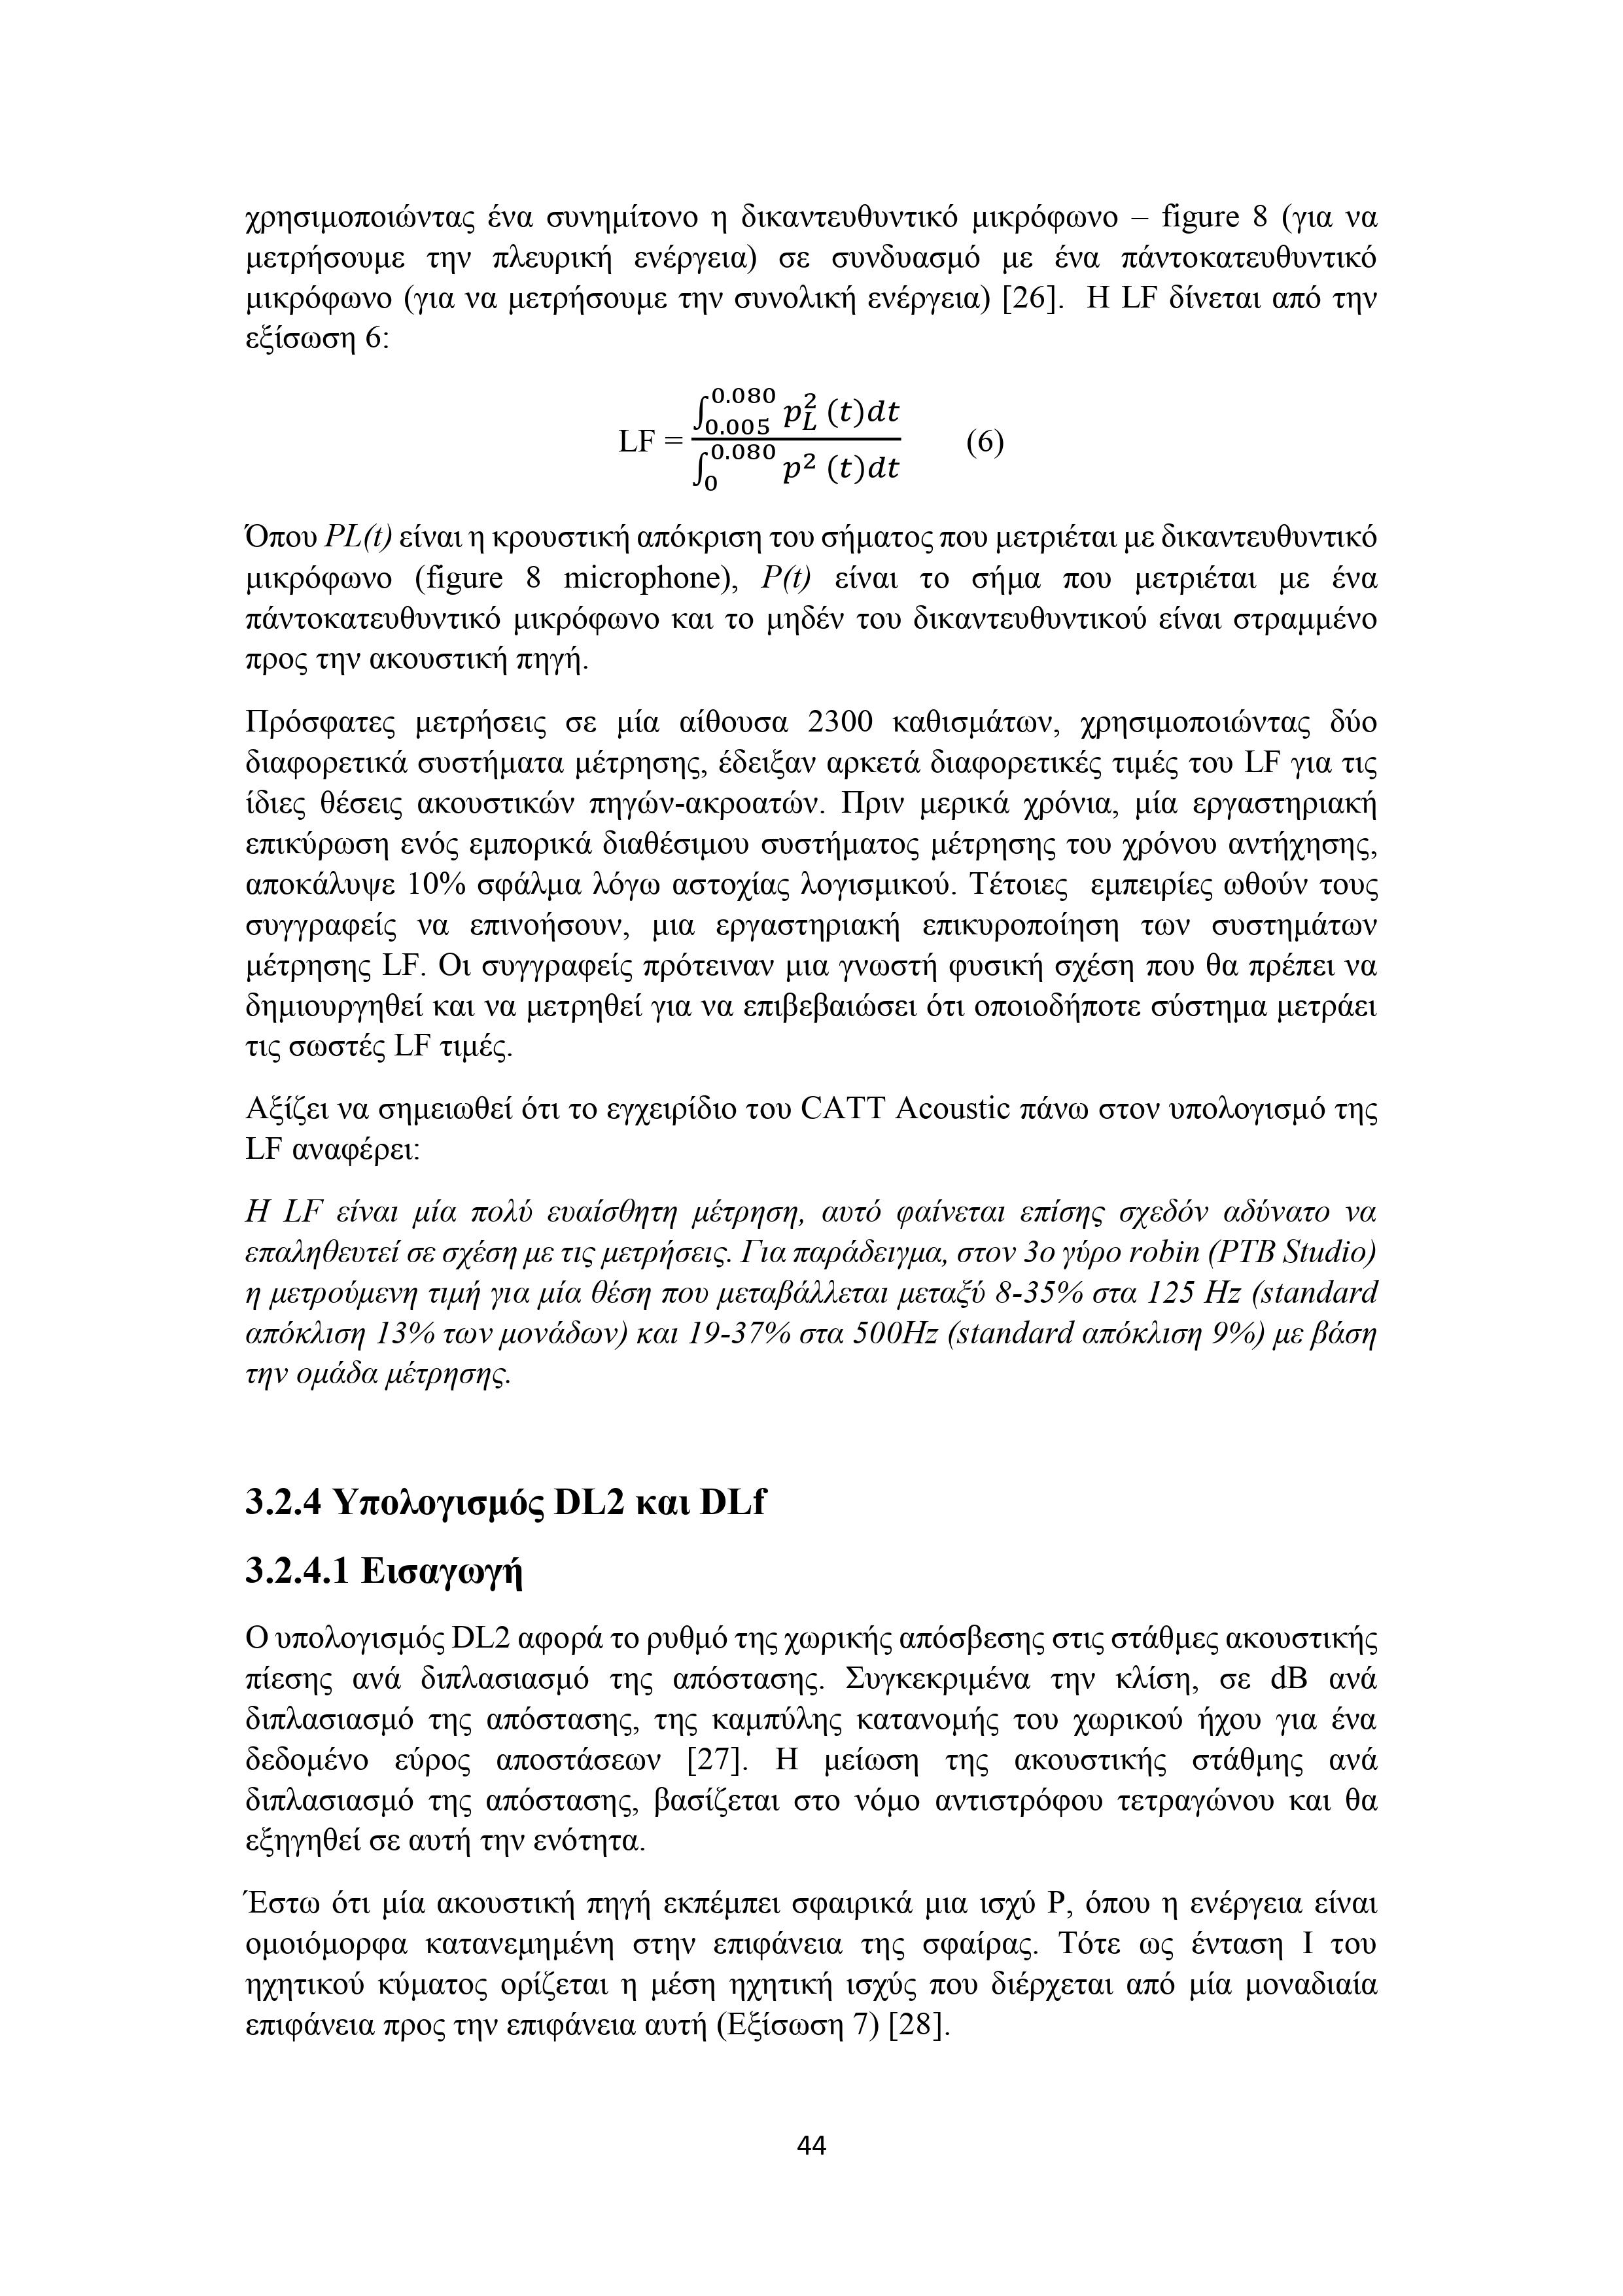 χρησιμοποιώντας ένα συνημίτονο η δικαντευθυντικό μικρόφωνο – figure 8 (για να
μετρήσουμε την πλευρική ενέργεια) σε συνδυασμό με ένα πάντοκατευθυντικό
μικρόφωνο (για να μετρήσουμε την συνολική ενέργεια) [26]. Η LF δίνεται από την
εξίσωση 6:
LF = \frac{\int_{0.005}^{0.080} p_L^2 (t)dt}{\int_0^{0.080} p^2 (t)dt} (6)
Όπου PL(t) είναι η κρουστική απόκριση του σήματος που μετριέται με δικαντευθυντικό
μικρόφωνο (figure 8 microphone), P(t) είναι το σήμα που μετριέται με ένα
πάντοκατευθυντικό μικρόφωνο και το μηδέν του δικαντευθυντικού είναι στραμμένο
προς την ακουστική πηγή.
Πρόσφατες μετρήσεις σε μία αίθουσα 2300 καθισμάτων, χρησιμοποιώντας δύο
διαφορετικά συστήματα μέτρησης, έδειξαν αρκετά διαφορετικές τιμές του LF για τις
ίδιες θέσεις ακουστικών πηγών-ακροατών. Πριν μερικά χρόνια, μία εργαστηριακή
επικύρωση ενός εμπορικά διαθέσιμου συστήματος μέτρησης του χρόνου αντήχησης,
αποκάλυψε 10% σφάλμα λόγω αστοχίας λογισμικού. Τέτοιες εμπειρίες ωθούν τους
συγγραφείς να επινοήσουν, μια εργαστηριακή επικυροποίηση των συστημάτων
μέτρησης LF. Οι συγγραφείς πρότειναν μια γνωστή φυσική σχέση που θα πρέπει να
δημιουργηθεί και να μετρηθεί για να επιβεβαιώσει ότι οποιοδήποτε σύστημα μετράει
τις σωστές LF τιμές.
Αξίζει να σημειωθεί ότι το εγχειρίδιο του CATT Acoustic πάνω στον υπολογισμό της
LF αναφέρει:
Η LF είναι μία πολύ ευαίσθητη μέτρηση, αυτό φαίνεται επίσης σχεδόν αδύνατο να
επαληθευτεί σε σχέση με τις μετρήσεις. Για παράδειγμα, στον 3ο γύρο robin (PTB Studio)
η μετρούμενη τιμή για μία θέση που μεταβάλλεται μεταξύ 8-35% στα 125 Hz (standard
απόκλιση 13% των μονάδων) και 19-37% στα 500Hz (standard απόκλιση 9%) με βάση
την ομάδα μέτρησης.
3.2.4 Υπολογισμός DL2 και DLf
3.2.4.1 Εισαγωγή
Ο υπολογισμός DL2 αφορά το ρυθμό της χωρικής απόσβεσης στις στάθμες ακουστικής
πίεσης ανά διπλασιασμό της απόστασης. Συγκεκριμένα την κλίση, σε dB ανά
διπλασιασμό της απόστασης, της καμπύλης κατανομής του χωρικού ήχου για ένα
δεδομένο εύρος αποστάσεων [27]. Η μείωση της ακουστικής στάθμης ανά
διπλασιασμό της απόστασης, βασίζεται στο νόμο αντιστρόφου τετραγώνου και θα
εξηγηθεί σε αυτή την ενότητα.
Έστω ότι μία ακουστική πηγή εκπέμπει σφαιρικά μια ισχύ P, όπου η ενέργεια είναι
ομοιόμορφα κατανεμημένη στην επιφάνεια της σφαίρας. Τότε ως ένταση Ι του
ηχητικού κύματος ορίζεται η μέση ηχητική ισχύς που διέρχεται από μία μοναδιαία
επιφάνεια προς την επιφάνεια αυτή (Εξίσωση 7) [28].
44